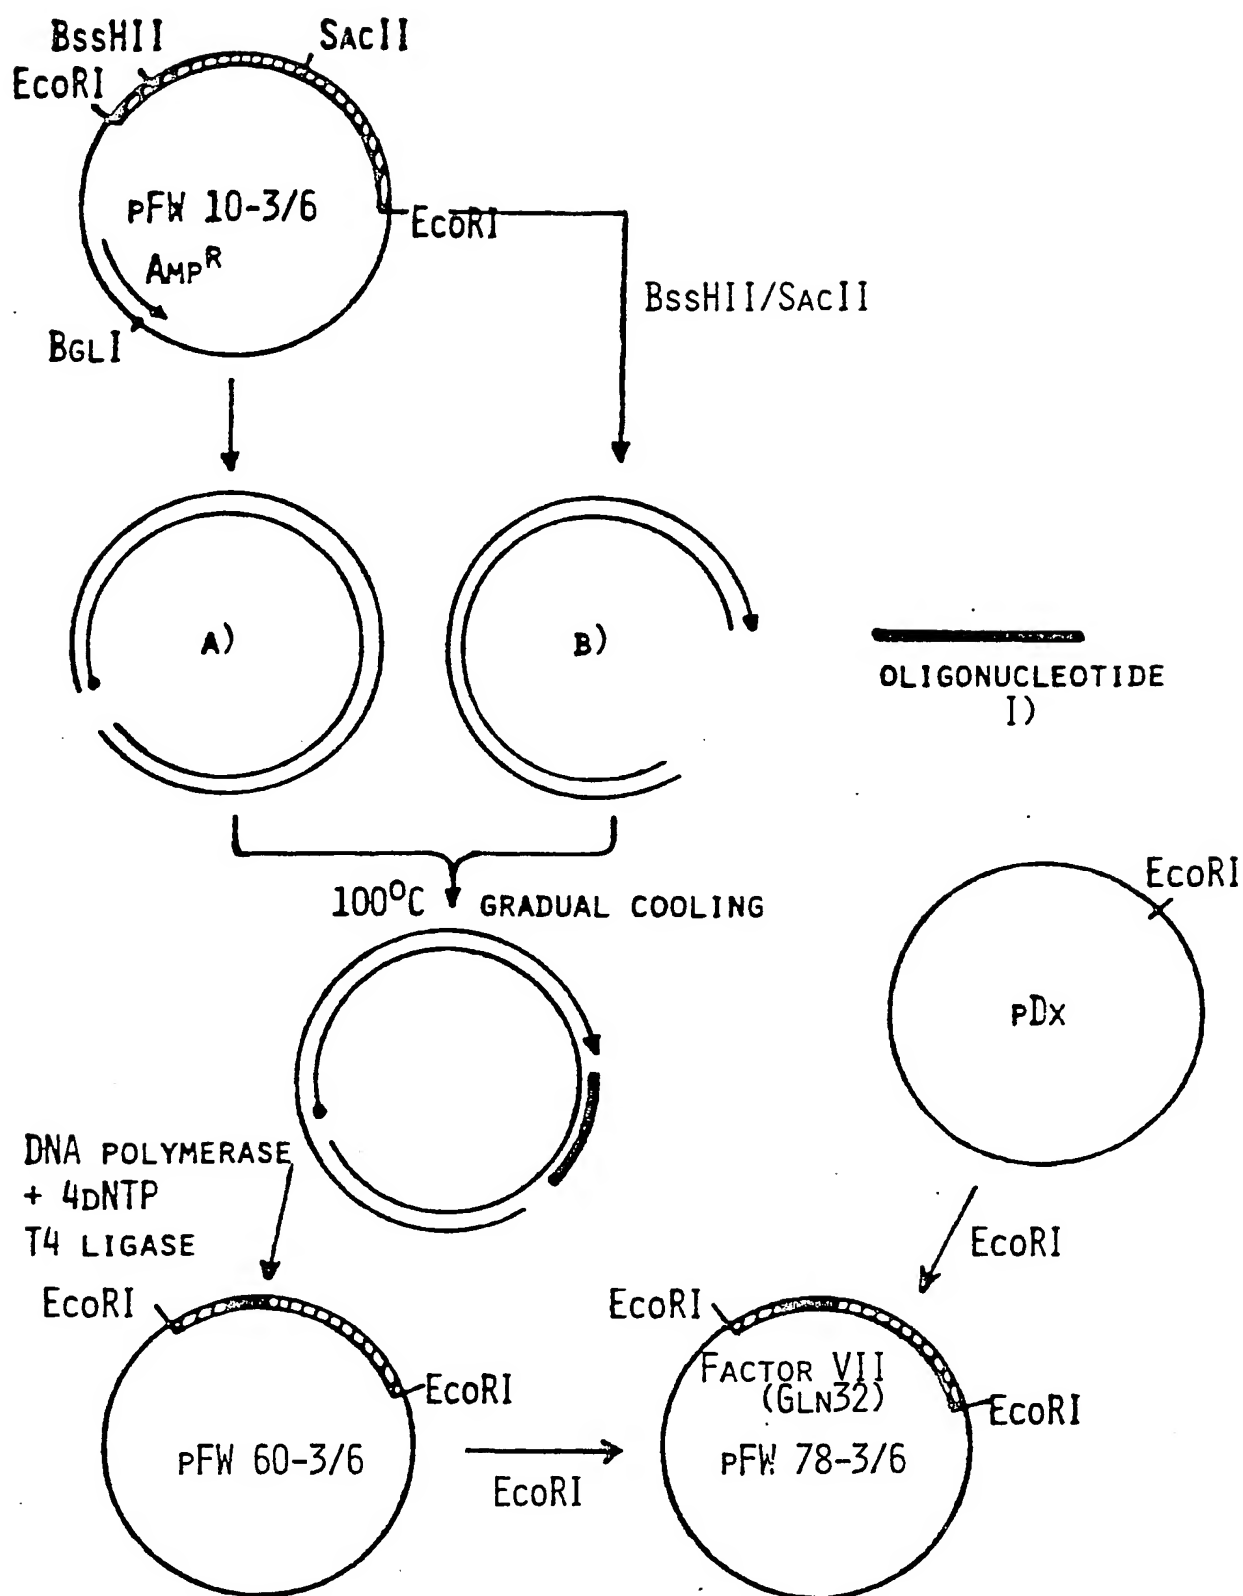 BssHII
SacII
EcoRI
pFW 10-3/6
EcoRI
AmpR
BssHII/SacII
BglI
A)
B)
OLIGONUCLEOTIDE
I)
EcoRI
100°C GRADUAL COOLING
pDx
DNA POLYMERASE
+ 4dNTP
T4 LIGASE
EcoRI
EcoRI
EcoRI
FACTOR VII
(GLN32)
EcoRI
EcoRI
pFW 60-3/6
pFW 78-3/6
EcoRI